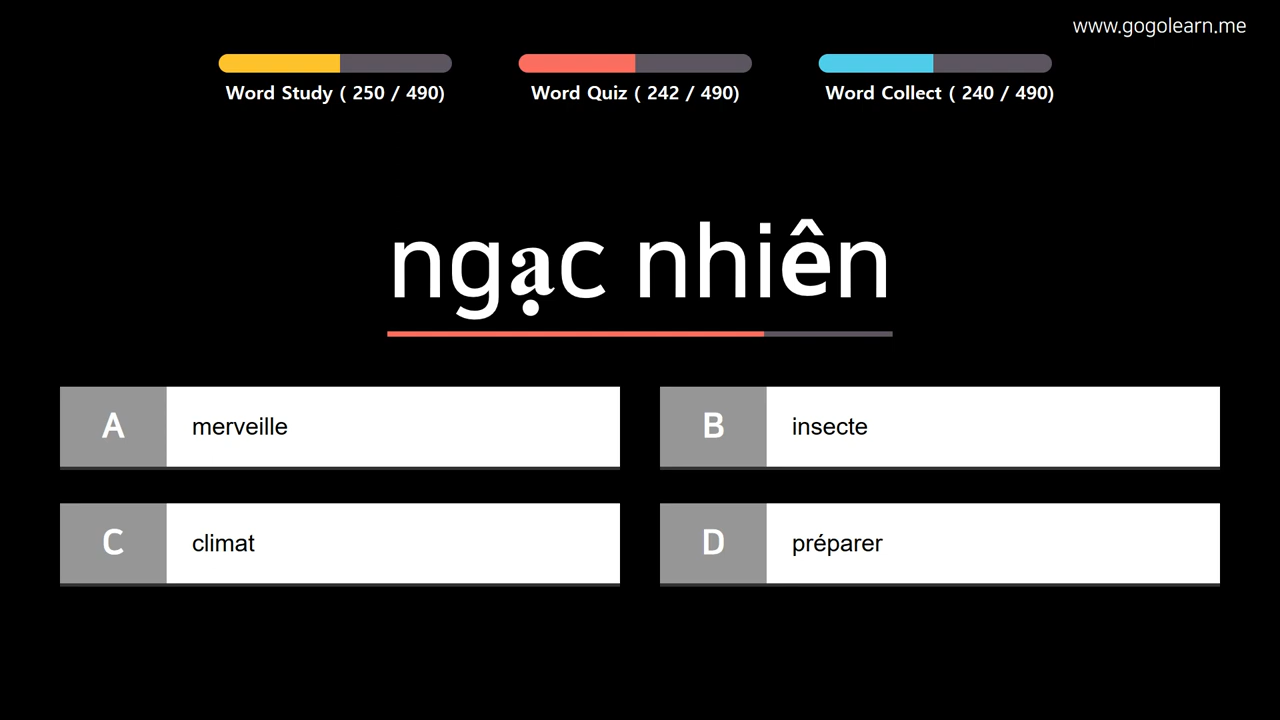 www.gogolearn.me
Word Study ( 250 / 490)
Word Quiz ( 242 / 490)
Word Collect ( 240 / 490)
ngạc nhiên
A merveille
B insecte
C climat
D préparer